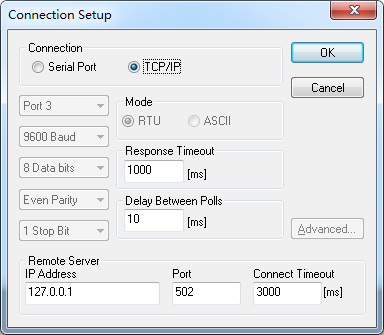 Connection Setup
Connection
Serial Port TCP/IP
OK
Cancel
Port 3
9600 Baud
8 Data bits
Even Parity
1 Stop Bit
Mode
RTU ASCII
Response Timeout
1000 [ms]
Delay Between Polls
10 [ms]
Advanced...
Remote Server
IP Address Port Connect Timeout
127.0.0.1 502 3000 [ms]